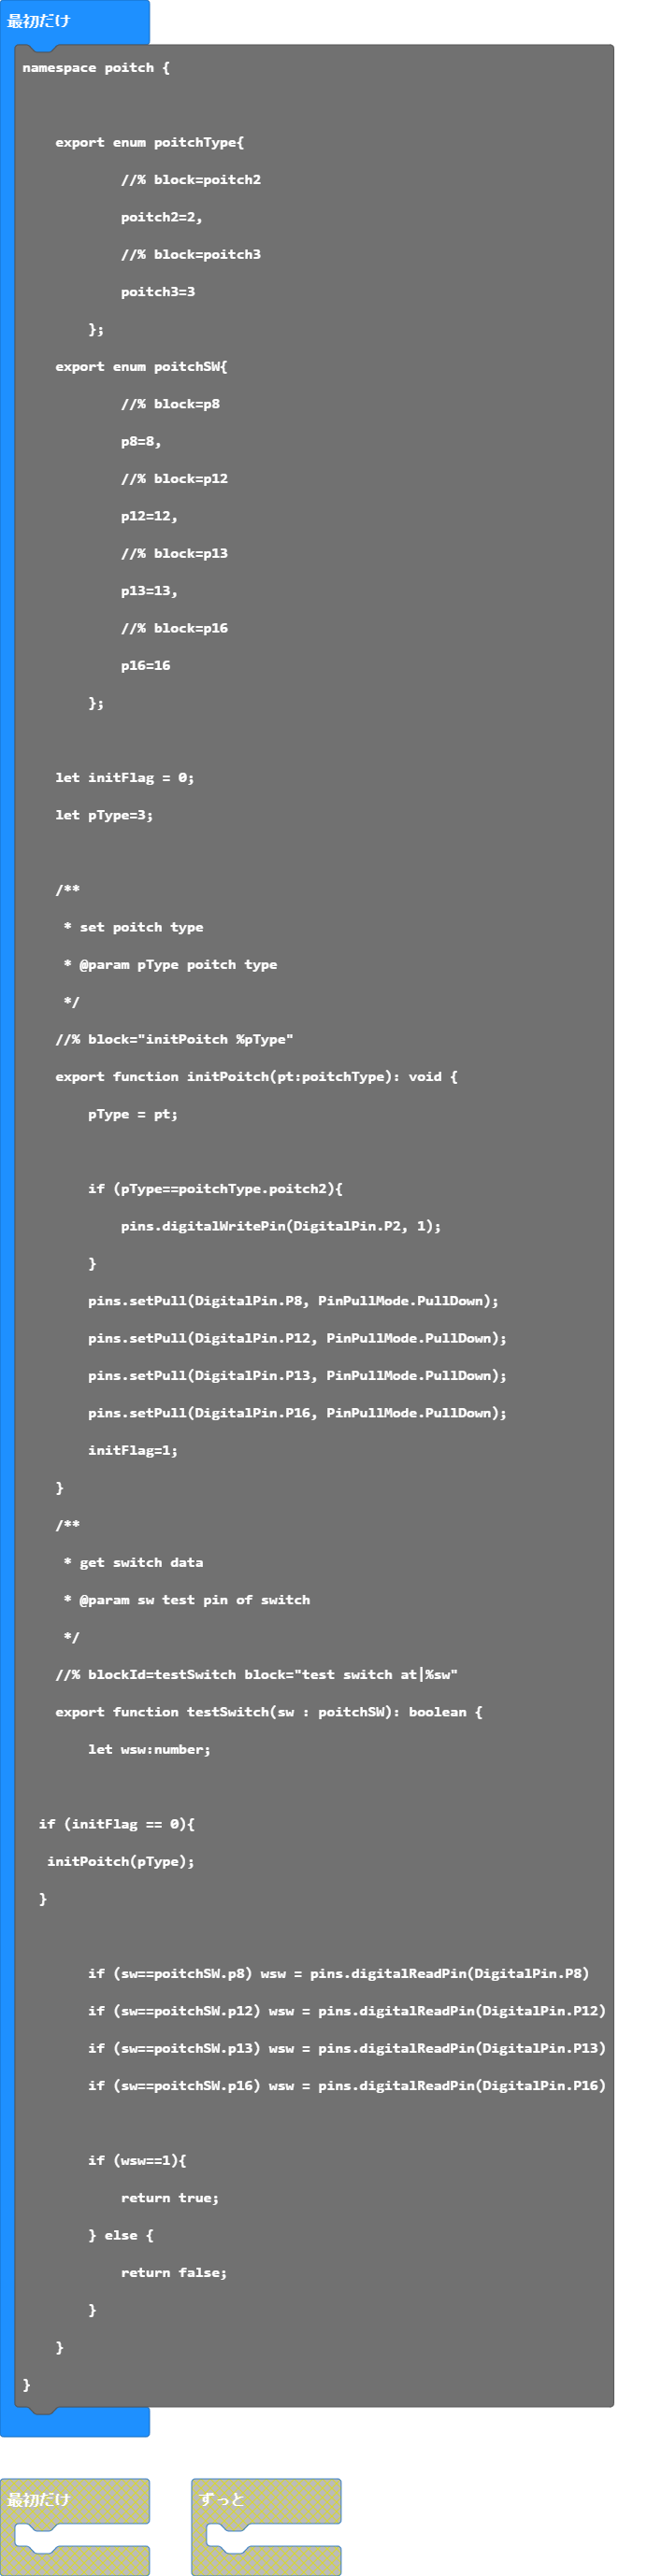 最初だけ
namespace poitch {
export enum poitchType{
//% block=poitch2
poitch2=2,
//% block=poitch3
poitch3=3
};
export enum poitchSW{
//% block=p8
p8=8,
//% block=p12
p12=12,
//% block=p13
p13=13,
//% block=p16
p16=16
};
let initFlag = 0;
let pType=3;
/**
* set poitch type
* @param pType poitch type
*/
//% block="initPoitch %pType"
export function initPoitch(pt:poitchType): void {
pType = pt;
if (pType==poitchType.poitch2){
pins.digitalWritePin(DigitalPin.P2, 1);
}
pins.setPull(DigitalPin.P8, PinPullMode.PullDown);
pins.setPull(DigitalPin.P12, PinPullMode.PullDown);
pins.setPull(DigitalPin.P13, PinPullMode.PullDown);
pins.setPull(DigitalPin.P16, PinPullMode.PullDown);
initFlag=1;
}
/**
* get switch data
* @param sw test pin of switch
*/
//% blockId=testSwitch block="test switch at|%sw"
export function testSwitch(sw : poitchSW): boolean {
let wsw:number;
if (initFlag == 0){
initPoitch(pType);
}
if (sw==poitchSW.p8) wsw = pins.digitalReadPin(DigitalPin.P8)
if (sw==poitchSW.p12) wsw = pins.digitalReadPin(DigitalPin.P12)
if (sw==poitchSW.p13) wsw = pins.digitalReadPin(DigitalPin.P13)
if (sw==poitchSW.p16) wsw = pins.digitalReadPin(DigitalPin.P16)
if (wsw==1){
return true;
} else {
return false;
}
}
}
最初だけ
ずっと